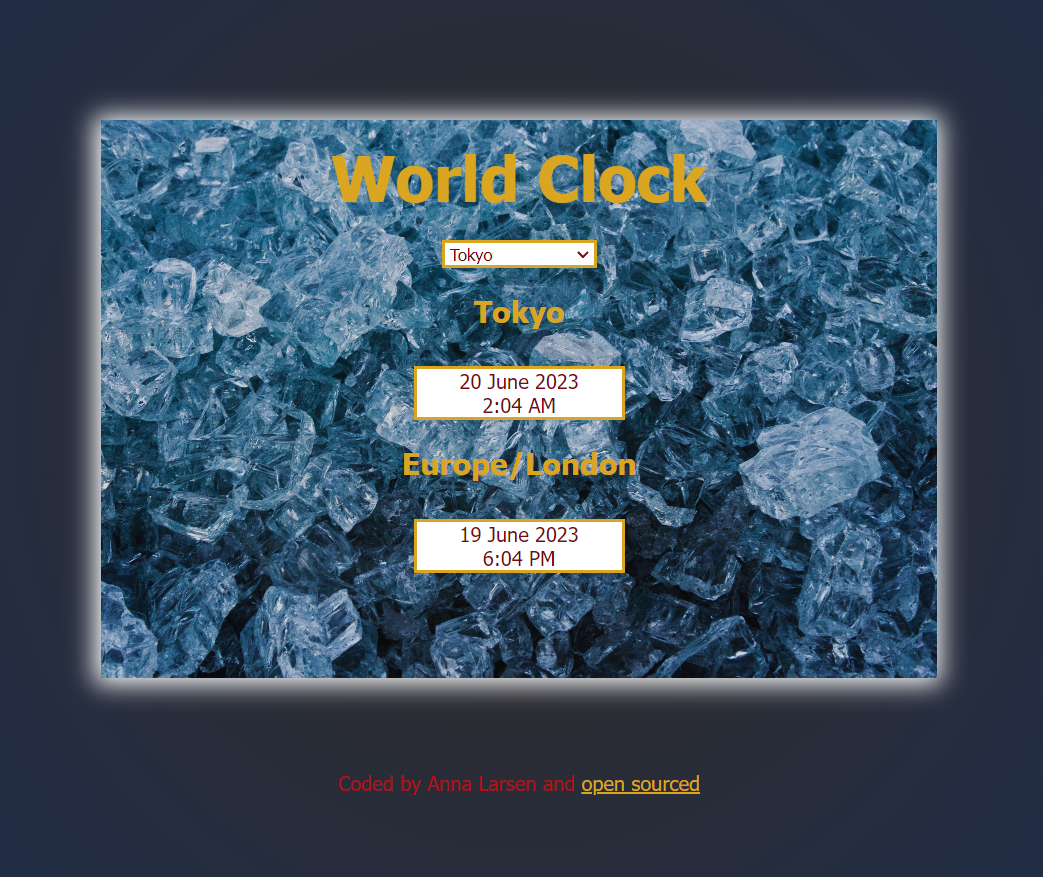 World Clock
Tokyo
Tokyo
20 June 2023
2:04 AM
Europe/London
19 June 2023
6:04 PM
Coded by Anna Larsen and open sourced